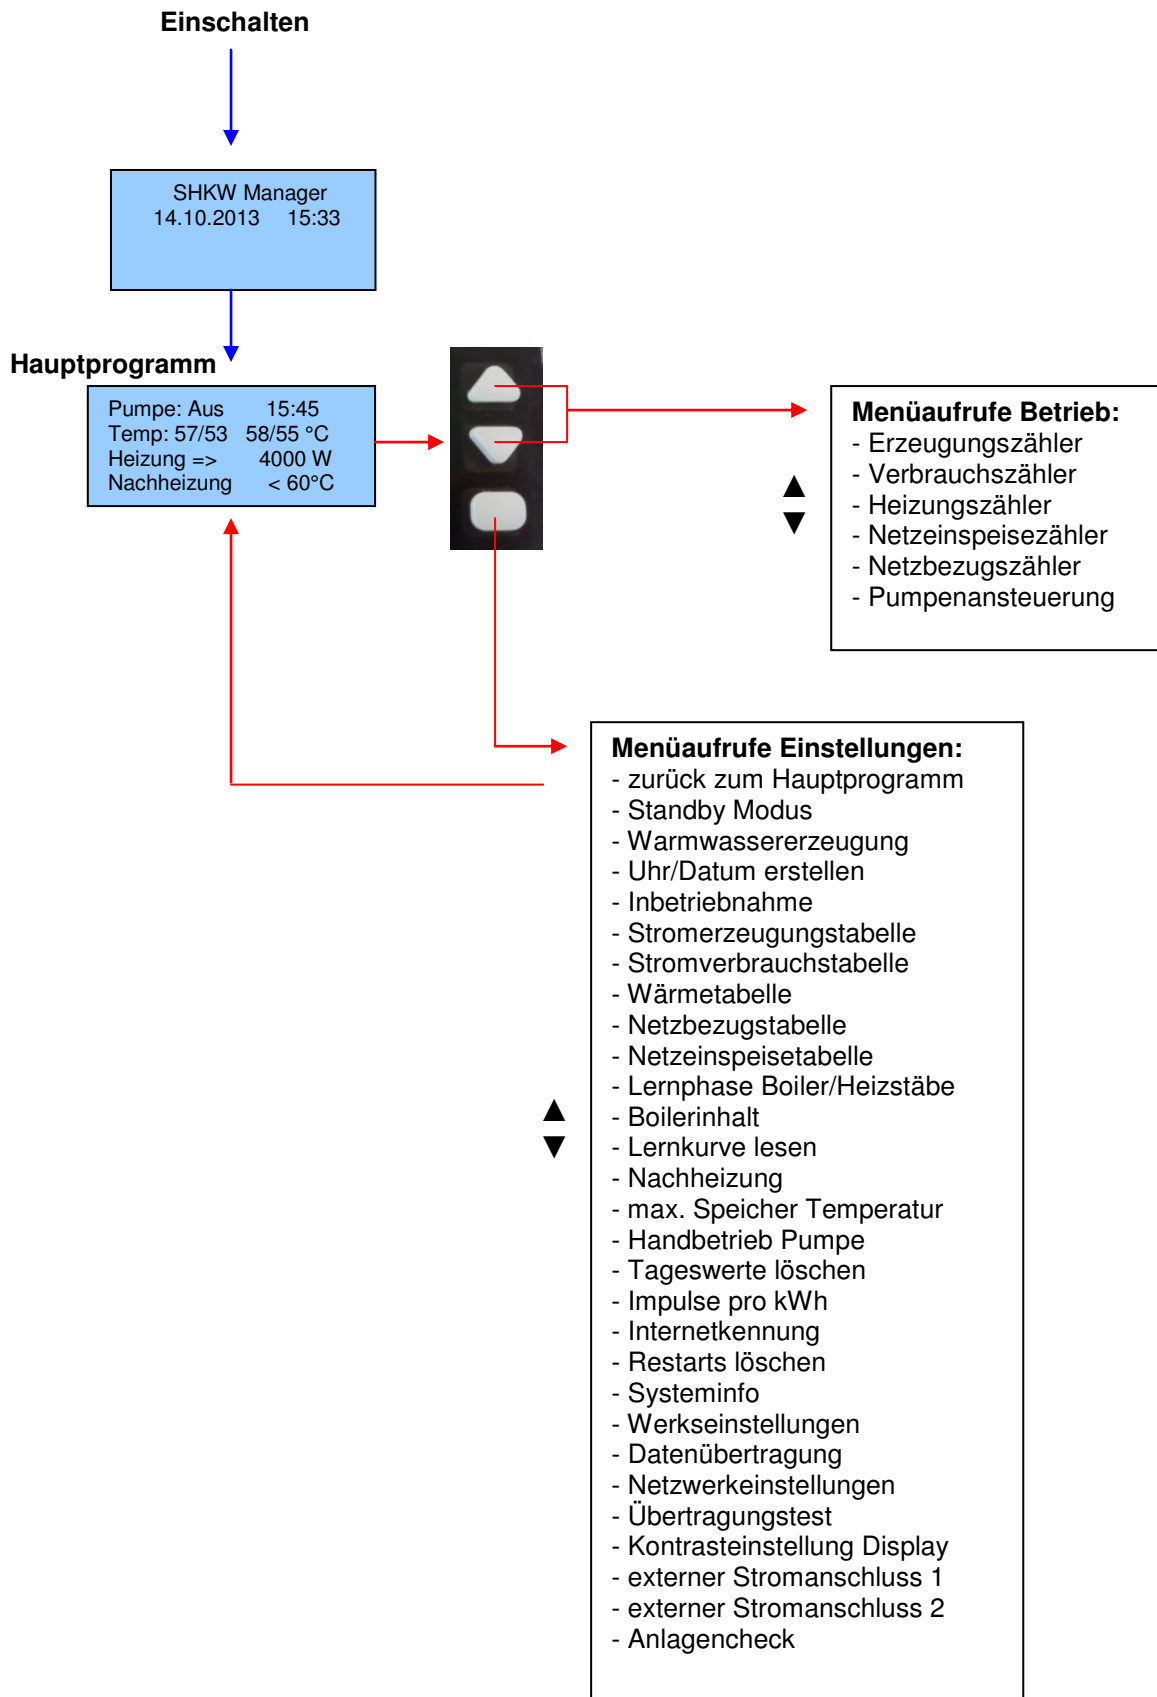 Einschalten
SHKW Manager
14.10.2013 15:33
Hauptprogramm
Pumpe: Aus 15:45
Temp: 57/53 58/55 °C
Heizung => 4000 W
Nachheizung < 60°C
Menüaufrufe Betrieb:
- Erzeugungszähler
- Verbrauchszähler
- Heizungszähler
- Netzeinspeisezähler
- Netzbezugszähler
- Pumpenansteuerung
Menüaufrufe Einstellungen:
- zurück zum Hauptprogramm
- Standby Modus
- Warmwassererzeugung
- Uhr/Datum erstellen
- Inbetriebnahme
- Stromerzeugungstabelle
- Stromverbrauchstabelle
- Wärmetabelle
- Netzbezugstabelle
- Netzeinspeisetabelle
- Lernphase Boiler/Heizstäbe
- Boilerinhalt
- Lernkurve lesen
- Nachheizung
- max. Speicher Temperatur
- Handbetrieb Pumpe
- Tageswerte löschen
- Impulse pro kWh
- Internetkennung
- Restarts löschen
- Systeminfo
- Werkseinstellungen
- Datenübertragung
- Netzwerkeinstellungen
- Übertragungstest
- Kontrasteinstellung Display
- externer Stromanschluss 1
- externer Stromanschluss 2
- Anlagencheck